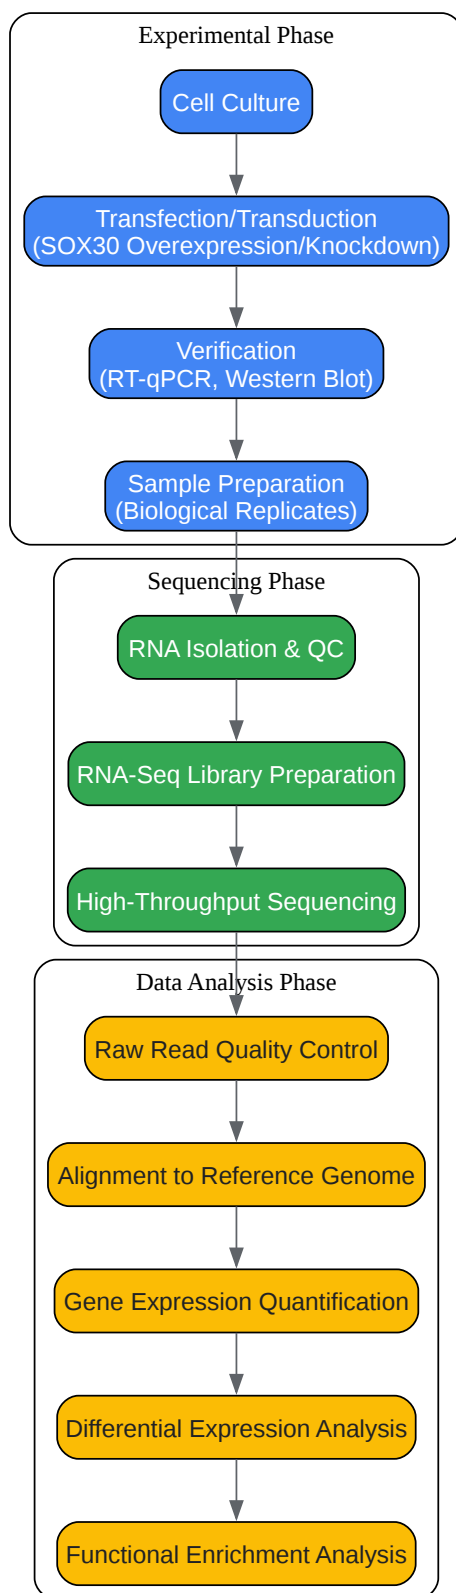 Experimental Phase
Cell Culture
Transfection/Transduction
(SOX30 Overexpression/Knockdown)
Verification
(RT-qPCR, Western Blot)
Sample Preparation
(Biological Replicates)
Sequencing Phase
RNA Isolation & QC
RNA-Seq Library Preparation
High-Throughput Sequencing
Data Analysis Phase
Raw Read Quality Control
Alignment to Reference Genome
Gene Expression Quantification
Differential Expression Analysis
Functional Enrichment Analysis